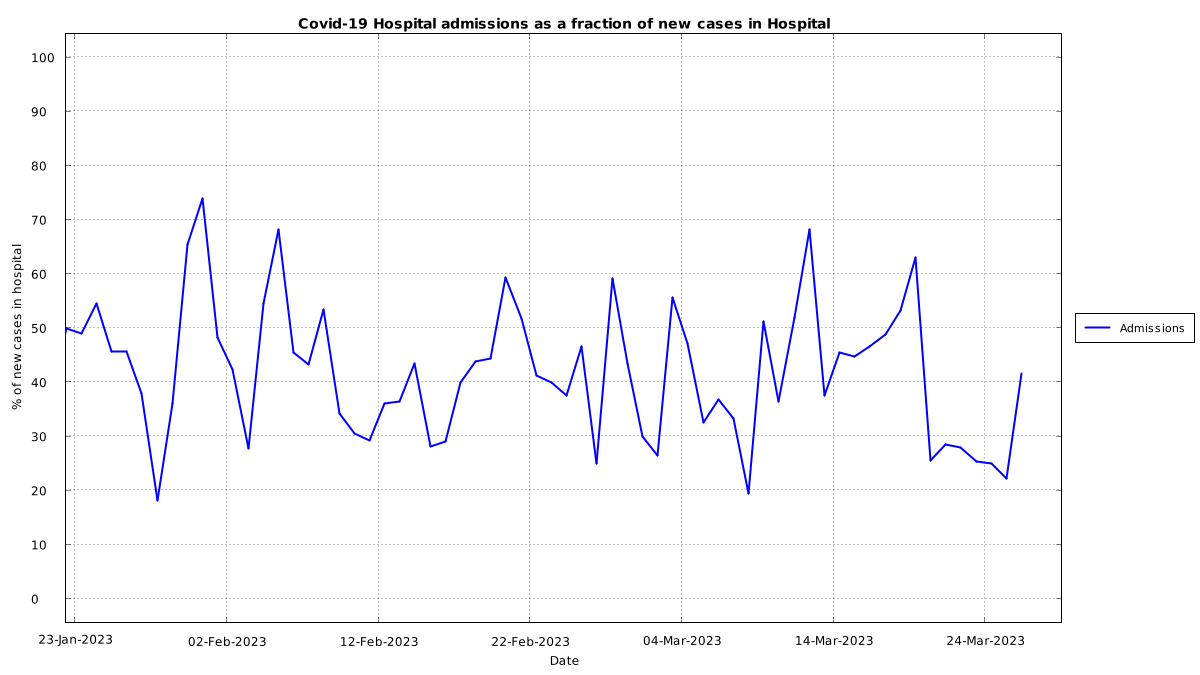 Covid-19 Hospital admissions as a fraction of new cases in Hospital
100
90
80
70
60
50
40
30
20
10
0
% of new cases in hospital
23-Jan-2023
02-Feb-2023
12-Feb-2023
22-Feb-2023
04-Mar-2023
14-Mar-2023
24-Mar-2023
Date
Admissions